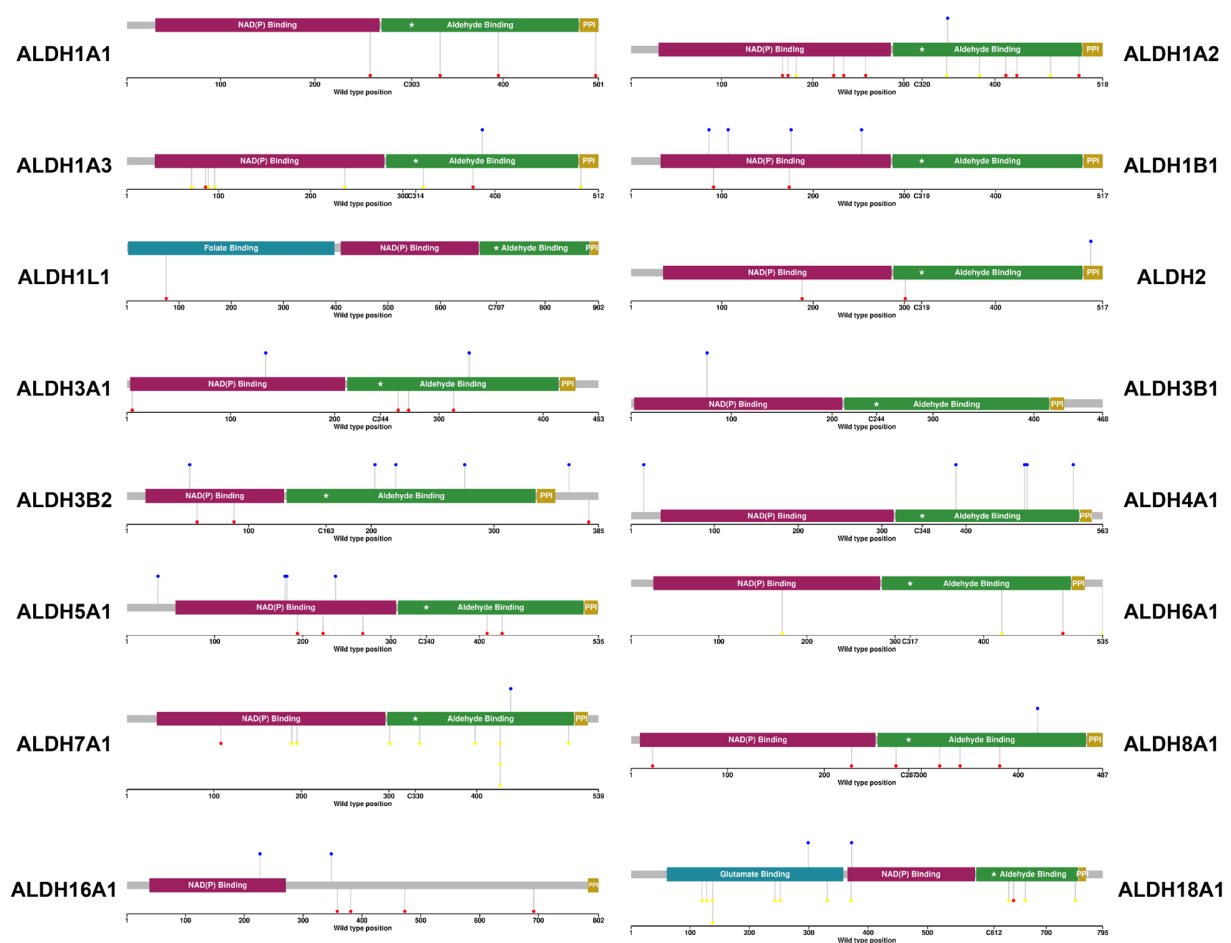 ALDH1A1
NAD(P) Binding ★ Aldehyde Binding PPI
1 100 200 C303 400 501
Wild type position
ALDH1A2
NAD(P) Binding ★ Aldehyde Binding PPI
1 100 200 300 C320 400 518
Wild type position
ALDH1A3
NAD(P) Binding ★ Aldehyde Binding PPI
1 100 200 300 C314 400 512
Wild type position
ALDH1B1
NAD(P) Binding ★ Aldehyde Binding PPI
1 100 200 300 C319 400 517
Wild type position
ALDH1L1
Folate Binding NAD(P) Binding ★ Aldehyde Binding PPI
1 100 200 300 400 500 600 C707 800 902
Wild type position
ALDH2
NAD(P) Binding ★ Aldehyde Binding PPI
1 100 200 300 C319 400 517
Wild type position
ALDH3A1
NAD(P) Binding ★ Aldehyde Binding PPI
1 100 200 C244 300 400 453
Wild type position
ALDH3B1
NAD(P) Binding ★ Aldehyde Binding PPI
1 100 200 C244 300 400 468
Wild type position
ALDH3B2
NAD(P) Binding ★ Aldehyde Binding PPI
1 100 C163 200 300 385
Wild type position
ALDH4A1
NAD(P) Binding ★ Aldehyde Binding PPI
1 100 200 300 C348 400 563
Wild type position
ALDH5A1
NAD(P) Binding ★ Aldehyde Binding PPI
1 100 200 300 C340 400 535
Wild type position
ALDH6A1
NAD(P) Binding ★ Aldehyde Binding PPI
1 100 200 300 C317 400 535
Wild type position
ALDH7A1
NAD(P) Binding ★ Aldehyde Binding PPI
1 100 200 300 C330 400 539
Wild type position
ALDH8A1
NAD(P) Binding ★ Aldehyde Binding PPI
1 100 200 C287 300 400 487
Wild type position
ALDH16A1
NAD(P) Binding PPI
1 100 200 300 400 500 600 700 802
Wild type position
ALDH18A1
Glutamate Binding NAD(P) Binding ★ Aldehyde Binding PPI
1 100 200 300 400 500 C612 700 795
Wild type position